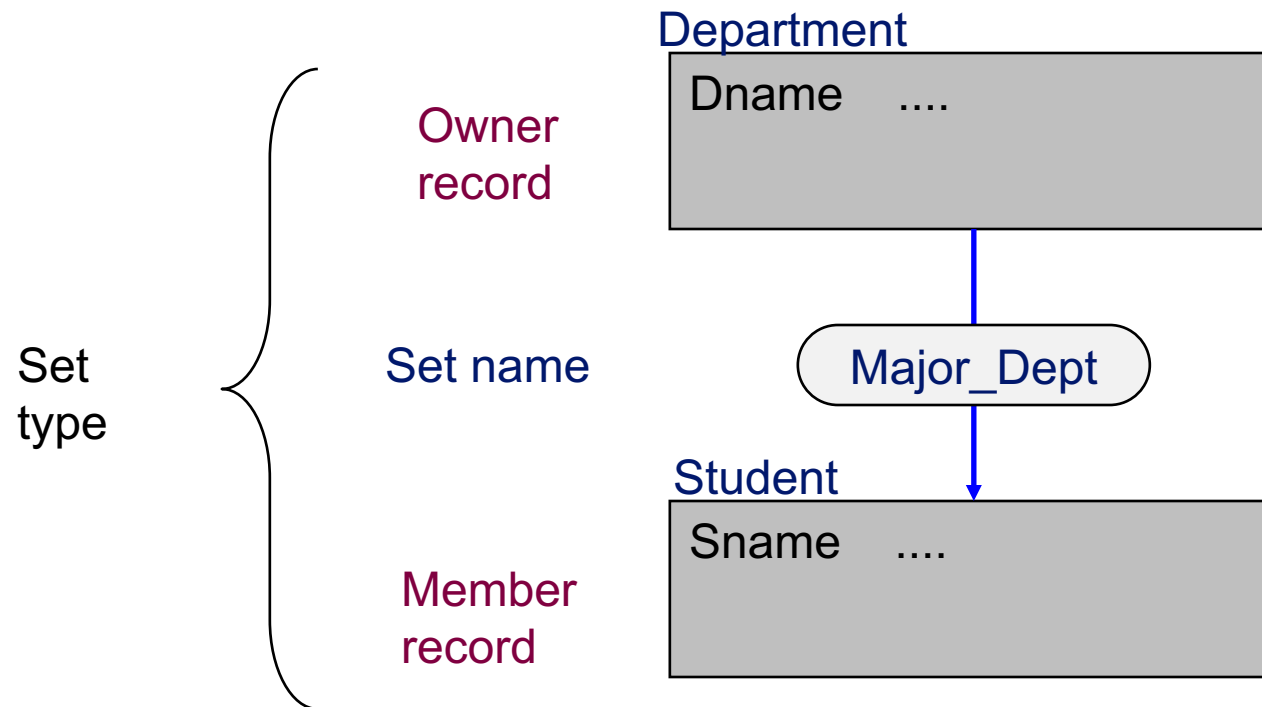 Department
Dname ....
Owner
record
Set
type
Set name
Major_Dept
Student
Sname ....
Member
record